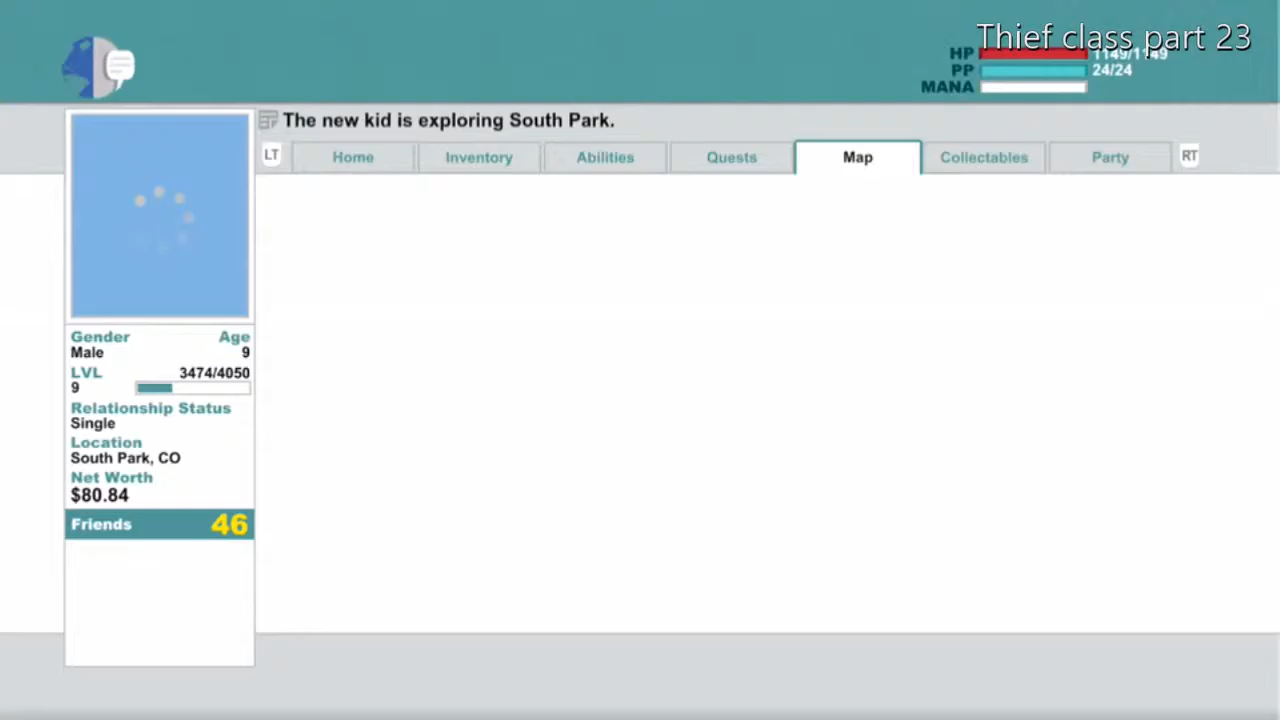 Thief class part 23
HP 1149/1149
PP 24/24
MANA
The new kid is exploring South Park.
LT Home Inventory Abilities Quests Map Collectables Party RT
Gender Age
Male 9
LVL 3474/4050
9
Relationship Status
Single
Location
South Park, CO
Net Worth
$80.84
Friends 46